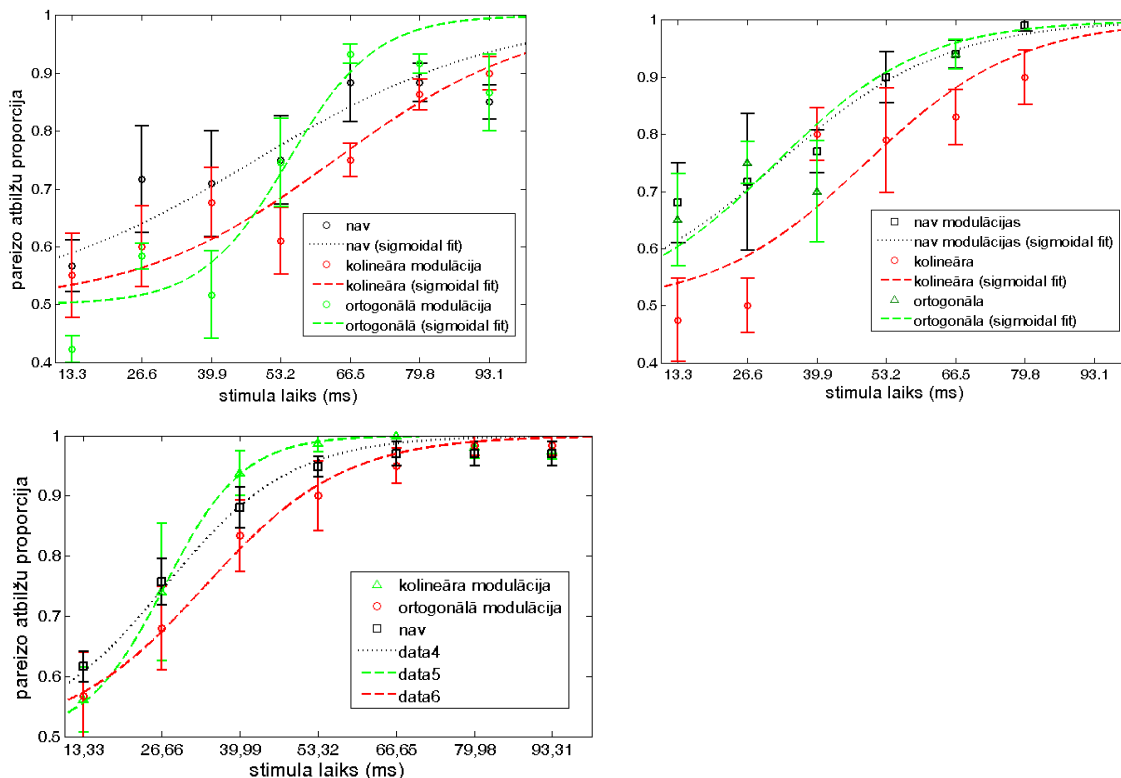 pareizo atbilžu proporcija
1
0.9
0.8
0.7
0.6
0.5
0.4
nav
nav (sigmoidal fit)
kolineāra modulācija
kolineāra (sigmoidal fit)
ortogonālā modulācija
ortogonālā (sigmoidal fit)
13.3 26.6 39.9 53.2 66.5 79.8 93.1
stimula laiks (ms)
pareizo atbilžu proporcija
1
0.9
0.8
0.7
0.6
0.5
0.4
nav modulācijas
nav modulācijas (sigmoidal fit)
kolineāra
kolineāra (sigmoidal fit)
ortogonāla
ortogonāla (sigmoidal fit)
13.3 26.6 39.9 53.2 66.5 79.8 93.1
stimula laiks (ms)
pareizo atbilžu proporcija
1
0.9
0.8
0.7
0.6
0.5
kolineāra modulācija
ortogonālā modulācija
nav
data4
data5
data6
13,33 26,66 39,99 53,32 66,65 79,98 93,31
stimula laiks (ms)